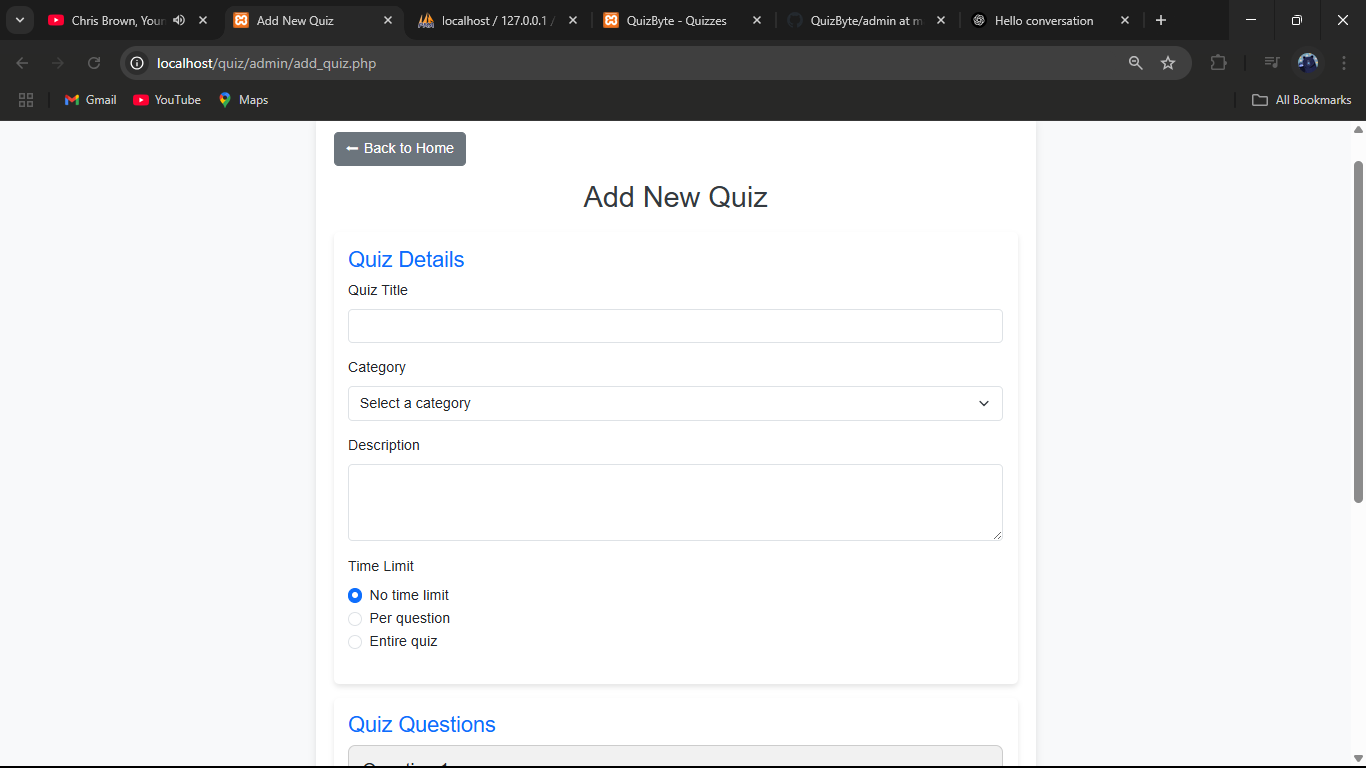 Chris Brown, Your
Add New Quiz
localhost / 127.0.0.1 /
QuizByte - Quizzes
QuizByte/admin at m
Hello conversation
localhost/quiz/admin/add_quiz.php
Gmail
YouTube
Maps
All Bookmarks
← Back to Home
Add New Quiz
Quiz Details
Quiz Title
Category
Select a category
Description
Time Limit
No time limit
Per question
Entire quiz
Quiz Questions
Question 1